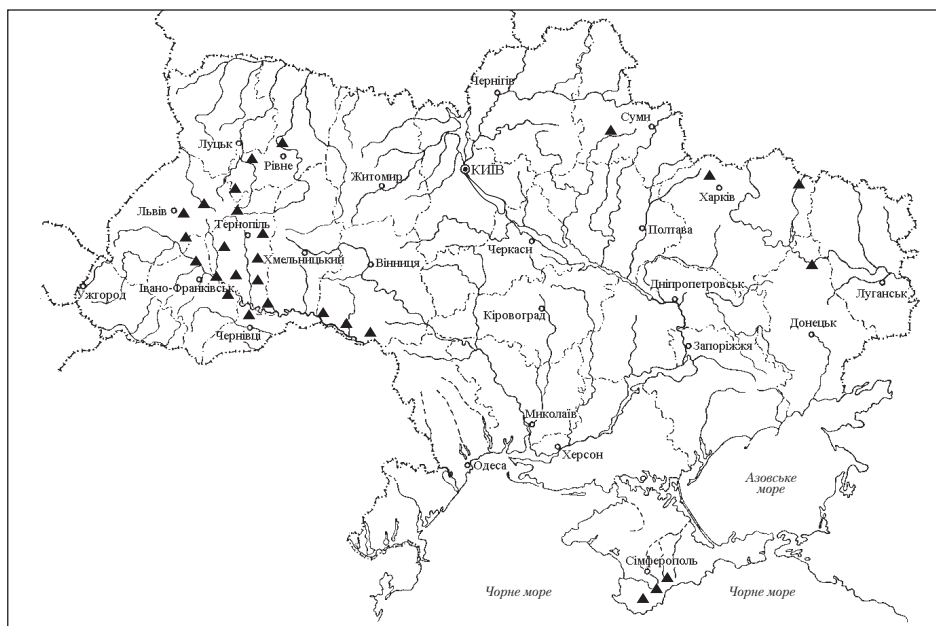 Чернігів
Суми
Луцьк
Рівне
КИЇВ
Житомир
Харків
Львів
Тернопіль
Полтава
Черкаси
Хмельницький
Вінниця
Івано-Франківськ
Ужгород
Дніпропетровськ
Луганськ
Кіровоград
Чернівці
Донецьк
Запоріжжя
Миколаїв
Херсон
Одеса
Азовське
море
Сімферополь
Чорне море
Чорне море